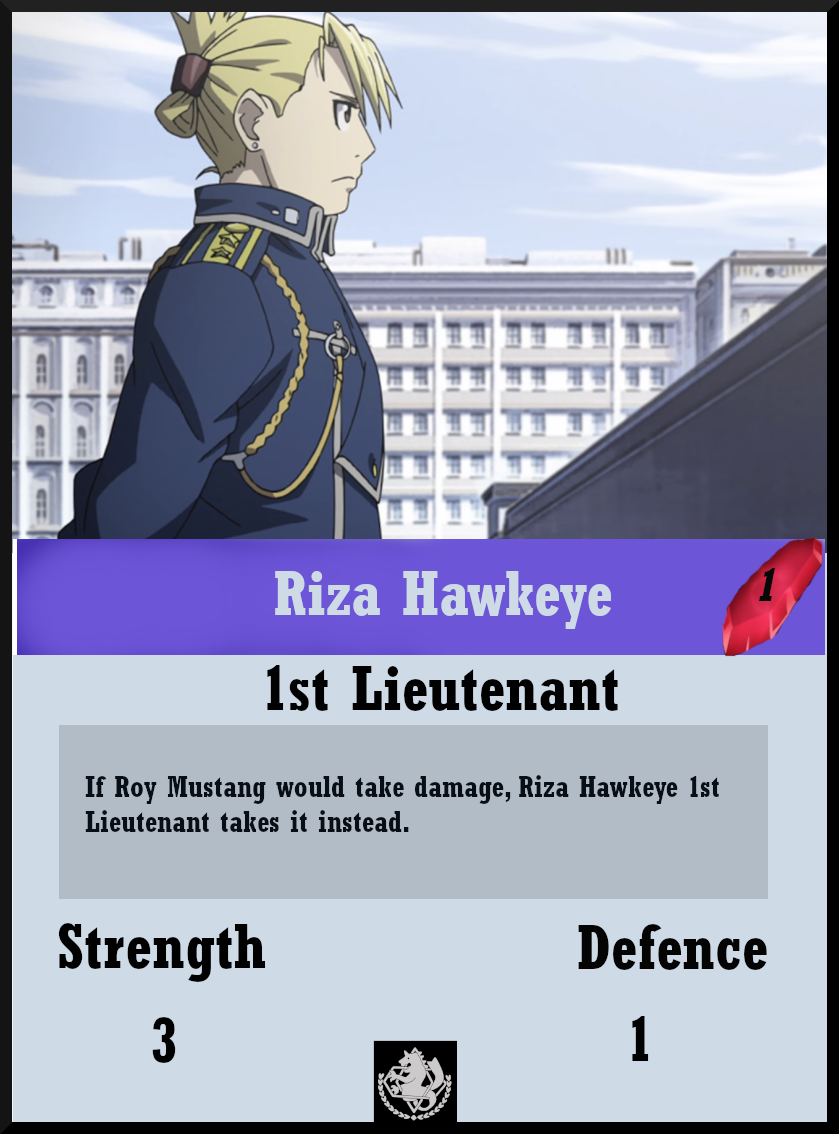 Riza Hawkeye
1
1st Lieutenant
If Roy Mustang would take damage, Riza Hawkeye 1st
Lieutenant takes it instead.
Strength
Defence
3
1